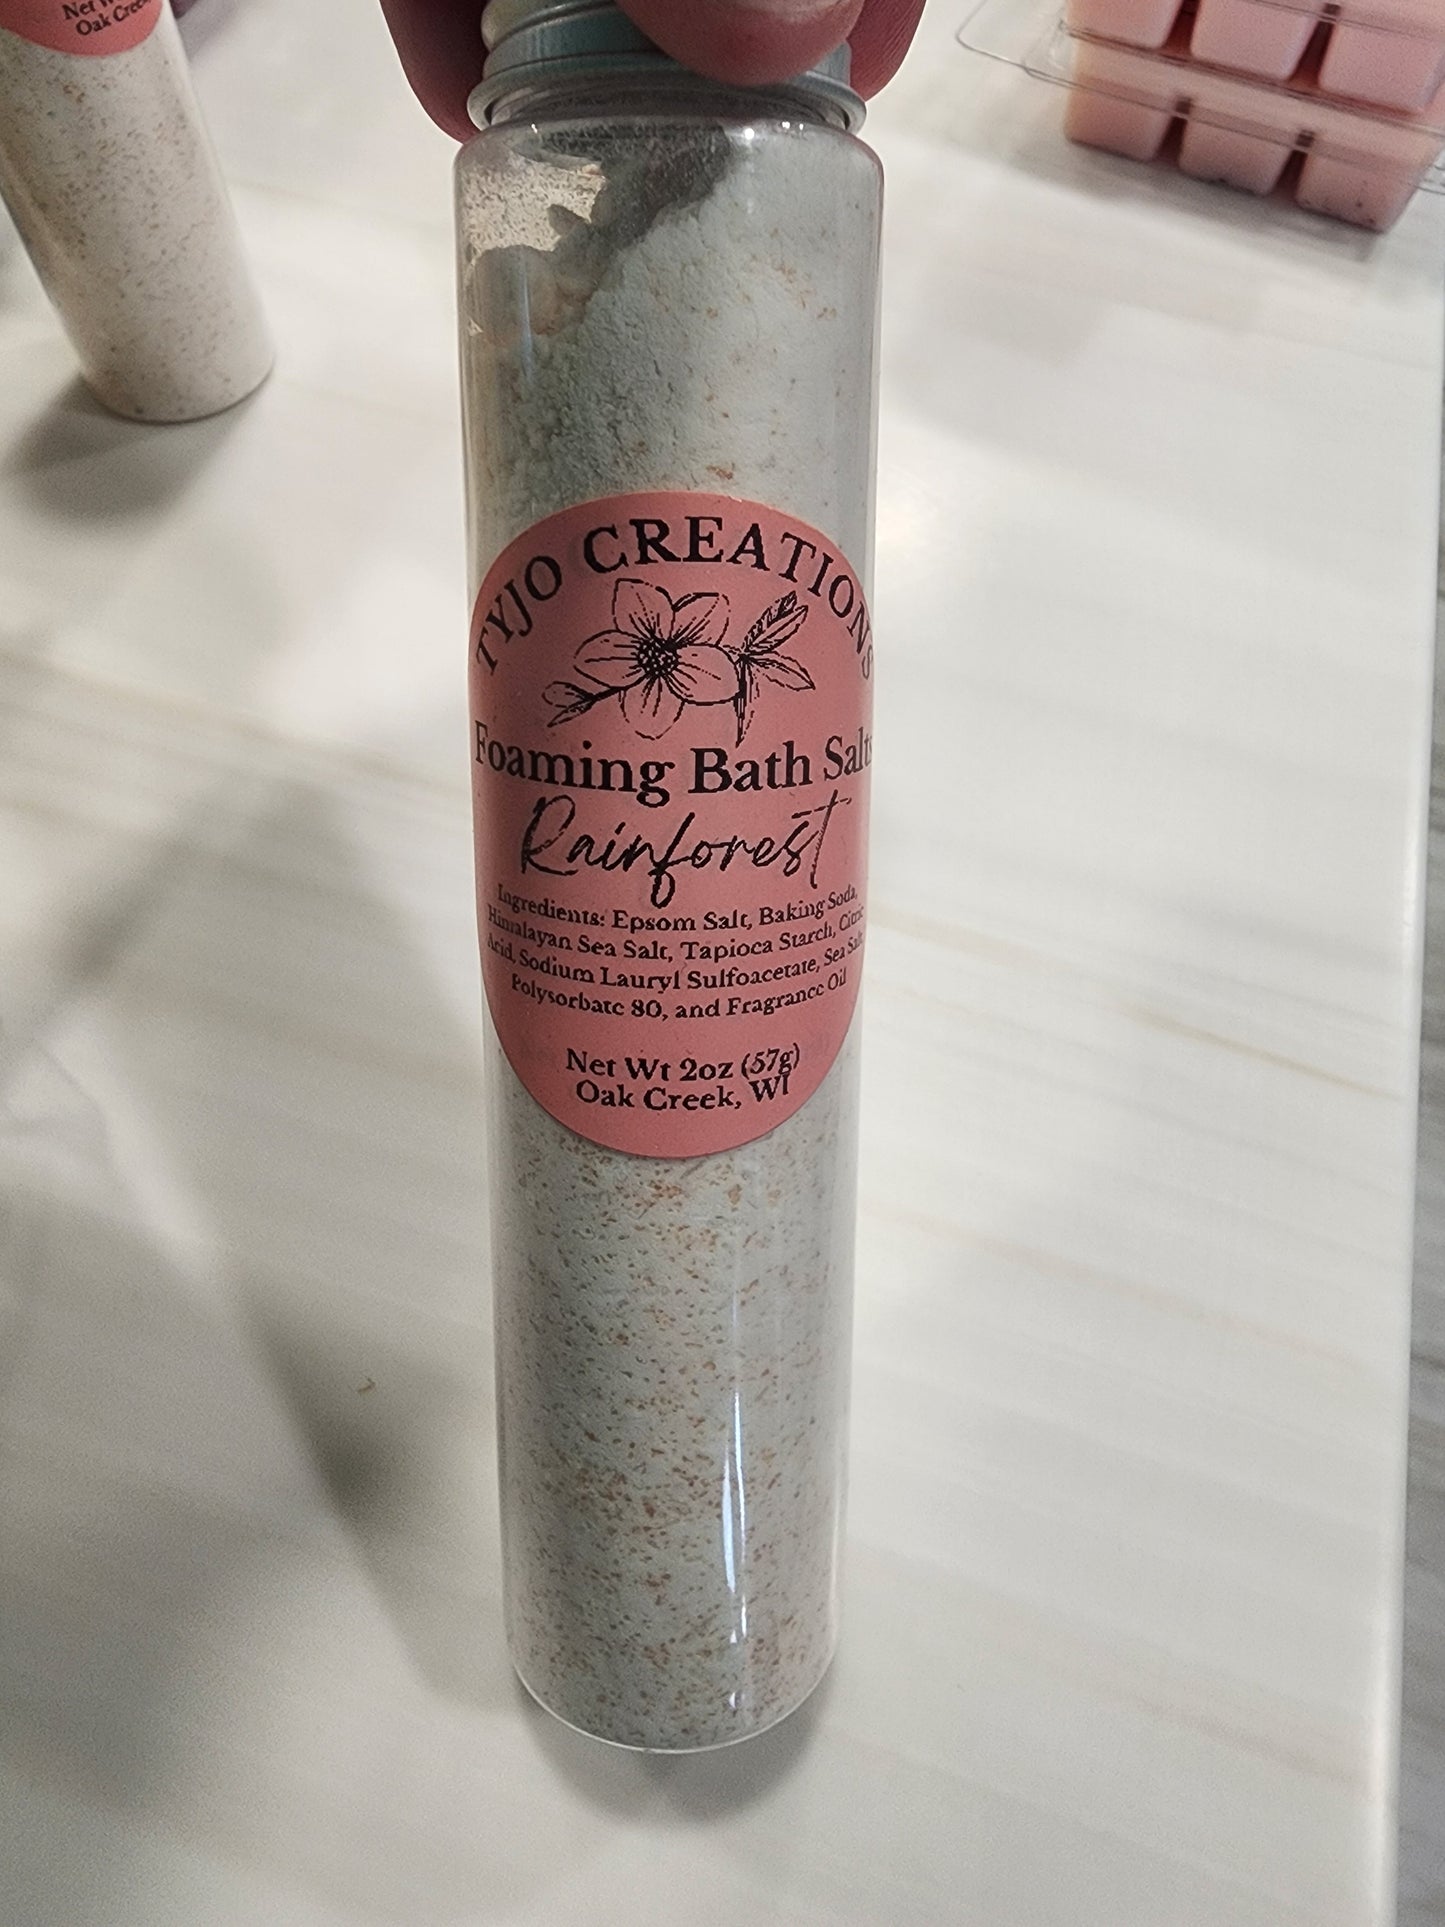 Oak Creek
TYJO CREATIONS
Foaming Bath Salts
Rainforest
Ingredients: Epsom Salt, Baking Soda,
Himalayan Sea Salt, Tapioca Starch, Citric
Acid, Sodium Lauryl Sulfoacetate, Sea Salt,
Polysorbate 80, and Fragrance Oil
Net Wt 2oz (57g)
Oak Creek, WI